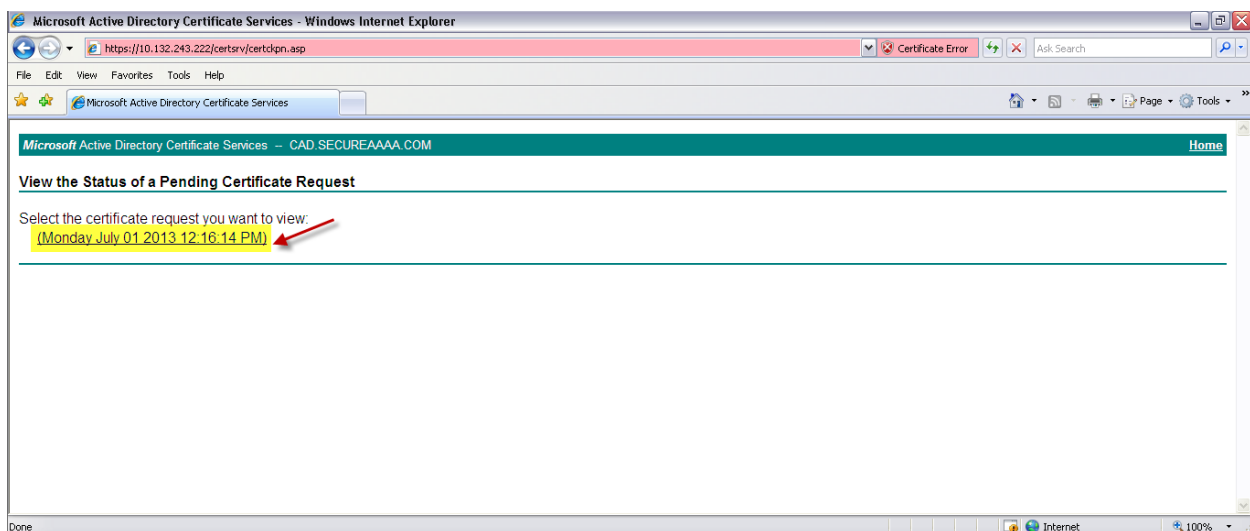 Microsoft Active Directory Certificate Services - Windows Internet Explorer
https://10.132.243.222/certsrv/certckpn.asp
Certificate Error
Ask Search
File Edit View Favorites Tools Help
Microsoft Active Directory Certificate Services
Page Tools »
Microsoft Active Directory Certificate Services -- CAD.SECUREAAAA.COM Home
View the Status of a Pending Certificate Request
Select the certificate request you want to view:
(Monday July 01 2013 12:16:14 PM)
Done Internet 100%